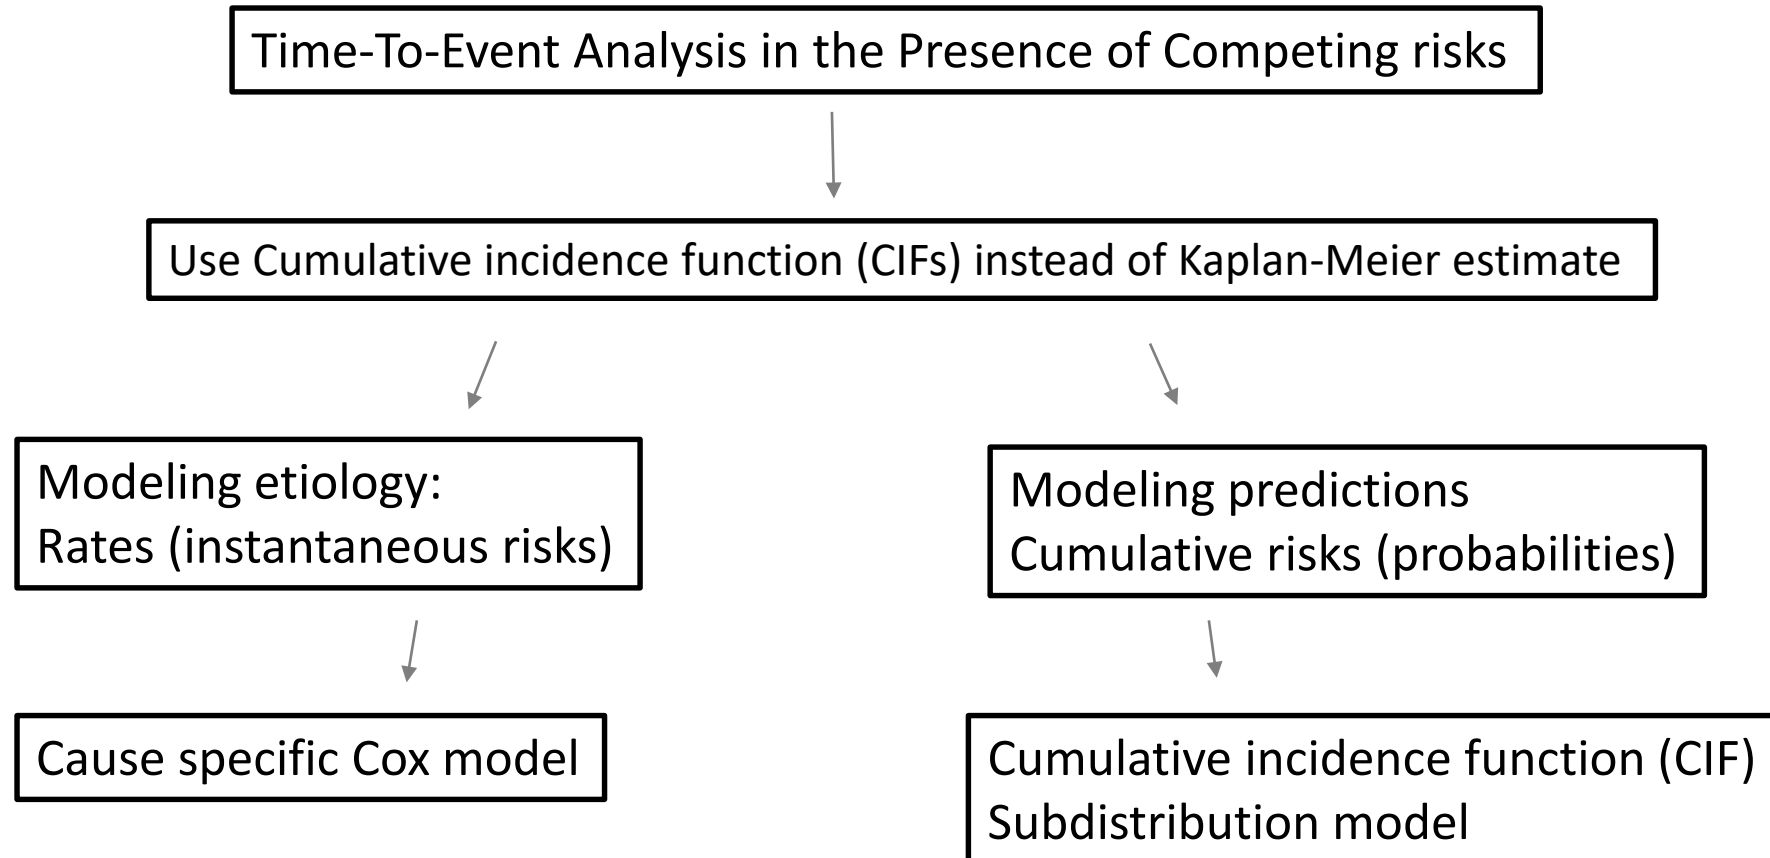 Time-To-Event Analysis in the Presence of Competing risks
Use Cumulative incidence function (CIFs) instead of Kaplan-Meier estimate
Modeling etiology:
Rates (instantaneous risks)
Modeling predictions
Cumulative risks (probabilities)
Cause specific Cox model
Cumulative incidence function (CIF)
Subdistribution model